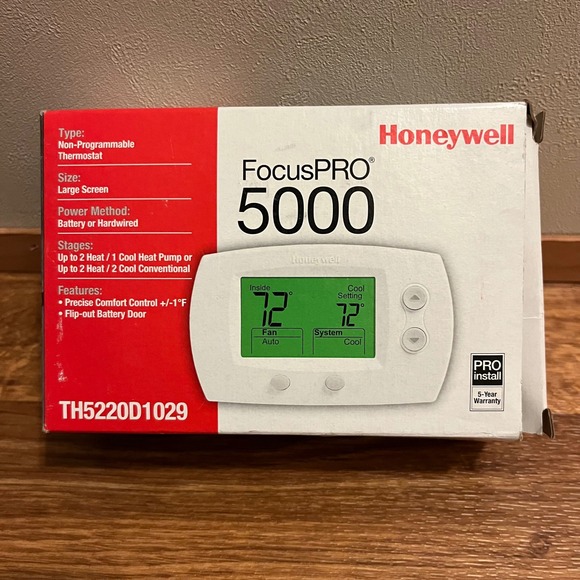 Type:
Non-Programmable
Thermostat
Size:
Large Screen
Power Method:
Battery or Hardwired
Stages:
Up to 2 Heat / 1 Cool Heat Pump or
Up to 2 Heat / 2 Cool Conventional
Features:
• Precise Comfort Control +/-1°F
• Flip-out Battery Door
TH5220D1029
Honeywell
FocusPRO®
5000
Honeywell
Inside
72°
Cool
Setting
72°
Fan
Auto
System
Cool
PRO
install
5-Year
Warranty